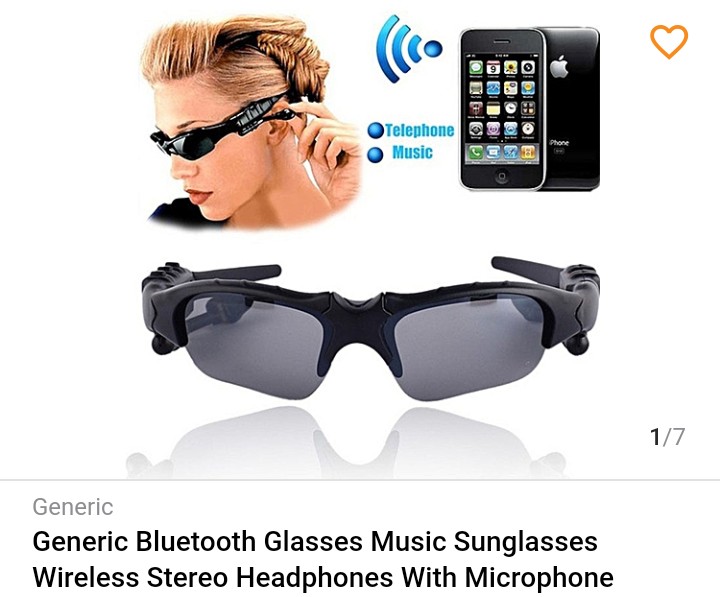 Telephone
Music
iPhone
1/7
Generic
Generic Bluetooth Glasses Music Sunglasses
Wireless Stereo Headphones With Microphone